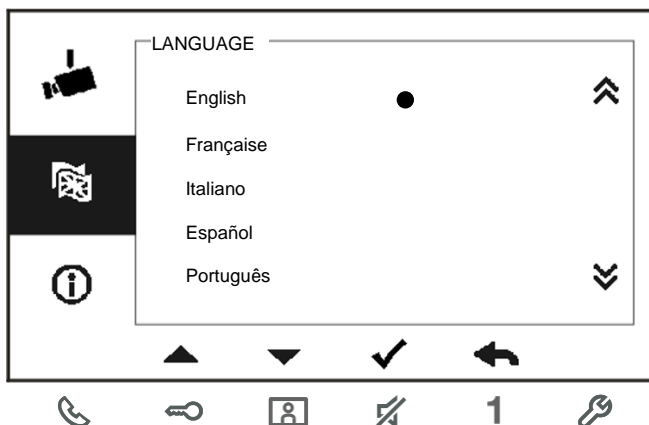 LANGUAGE
English
Française
Italiano
Español
Português
1